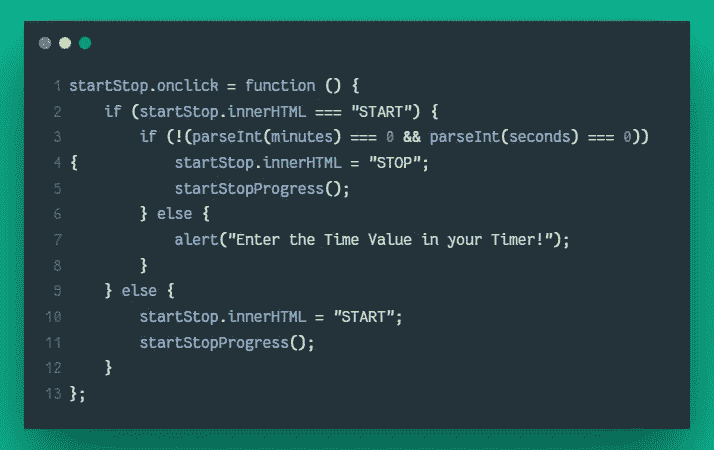 1 startStop.onclick = function () {
2     if (startStop.innerHTML === "START") {
3         if (!(parseInt(minutes) === 0 && parseInt(seconds) === 0))
4 {           startStop.innerHTML = "STOP";
5             startStopProgress();
6         } else {
7             alert("Enter the Time Value in your Timer!");
8         }
9     } else {
10         startStop.innerHTML = "START";
11         startStopProgress();
12     }
13 };